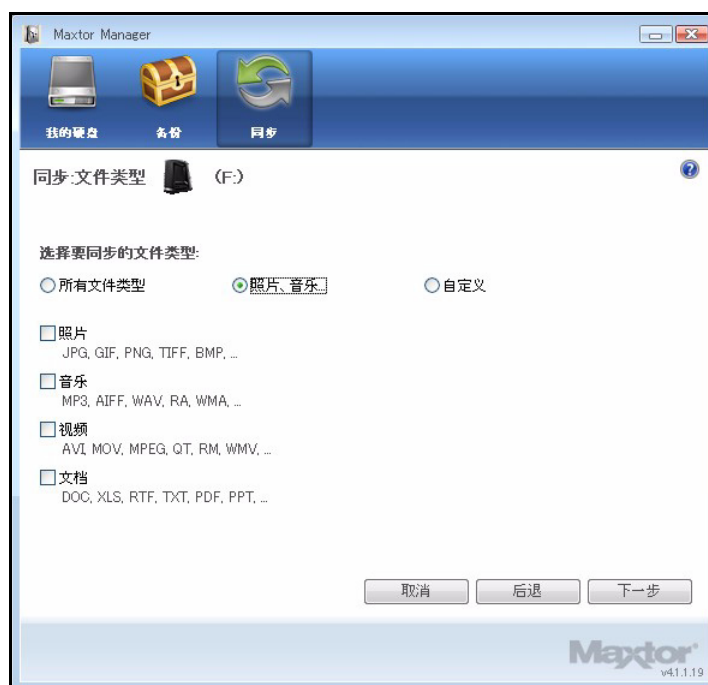 Maxtor Manager
我的硬盘 备份 同步
同步:文件类型 (F:)
选择要同步的文件类型:
所有文件类型 照片、音乐... 自定义
照片
JPG, GIF, PNG, TIFF, BMP, ...
音乐
MP3, AIFF, WAV, RA, WMA, ...
视频
AVI, MOV, MPEG, QT, RM, WMV, ...
文档
DOC, XLS, RTF, TXT, PDF, PPT, ...
取消 后退 下一步
Maxtor
v4.1.1.19